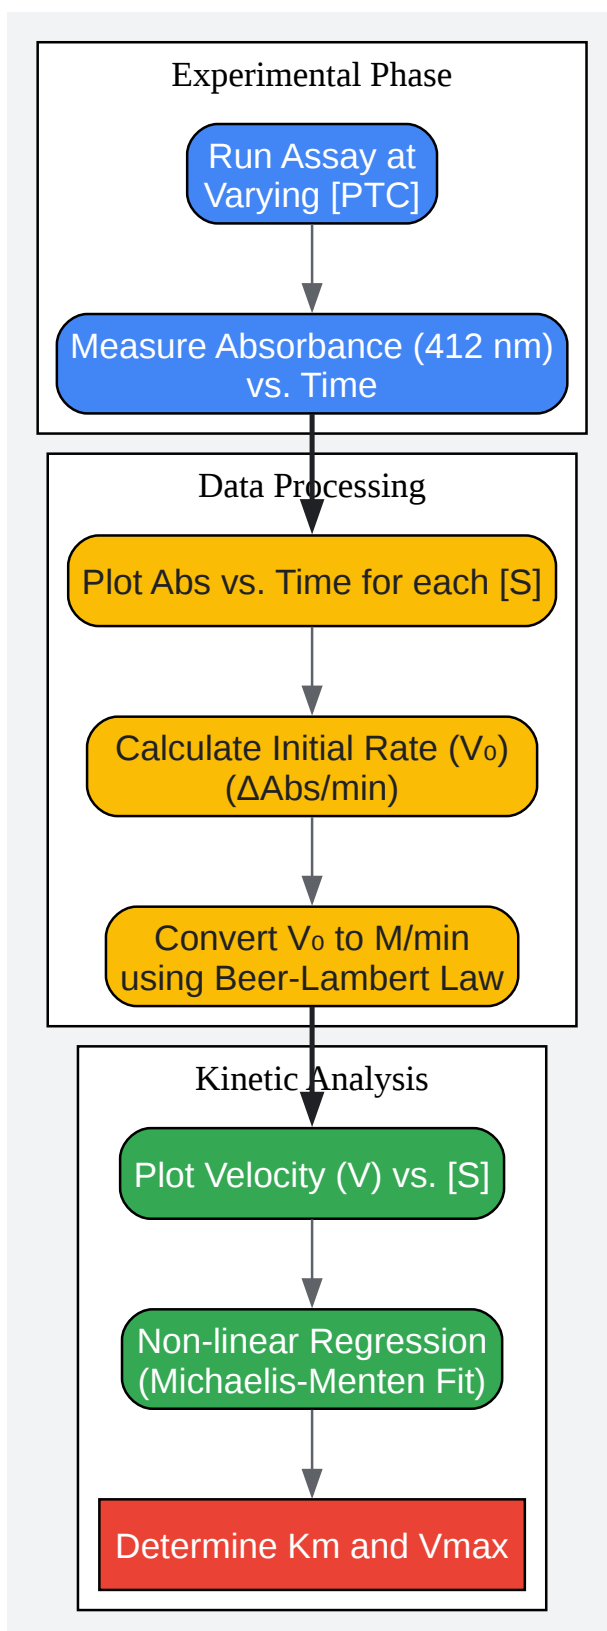 Experimental Phase
Run Assay at
Varying [PTC]
Measure Absorbance (412 nm)
vs. Time
Data Processing
Plot Abs vs. Time for each [S]
Calculate Initial Rate (V₀)
(ΔAbs/min)
Convert V₀ to M/min
using Beer-Lambert Law
Kinetic Analysis
Plot Velocity (V) vs. [S]
Non-linear Regression
(Michaelis-Menten Fit)
Determine Km and Vmax